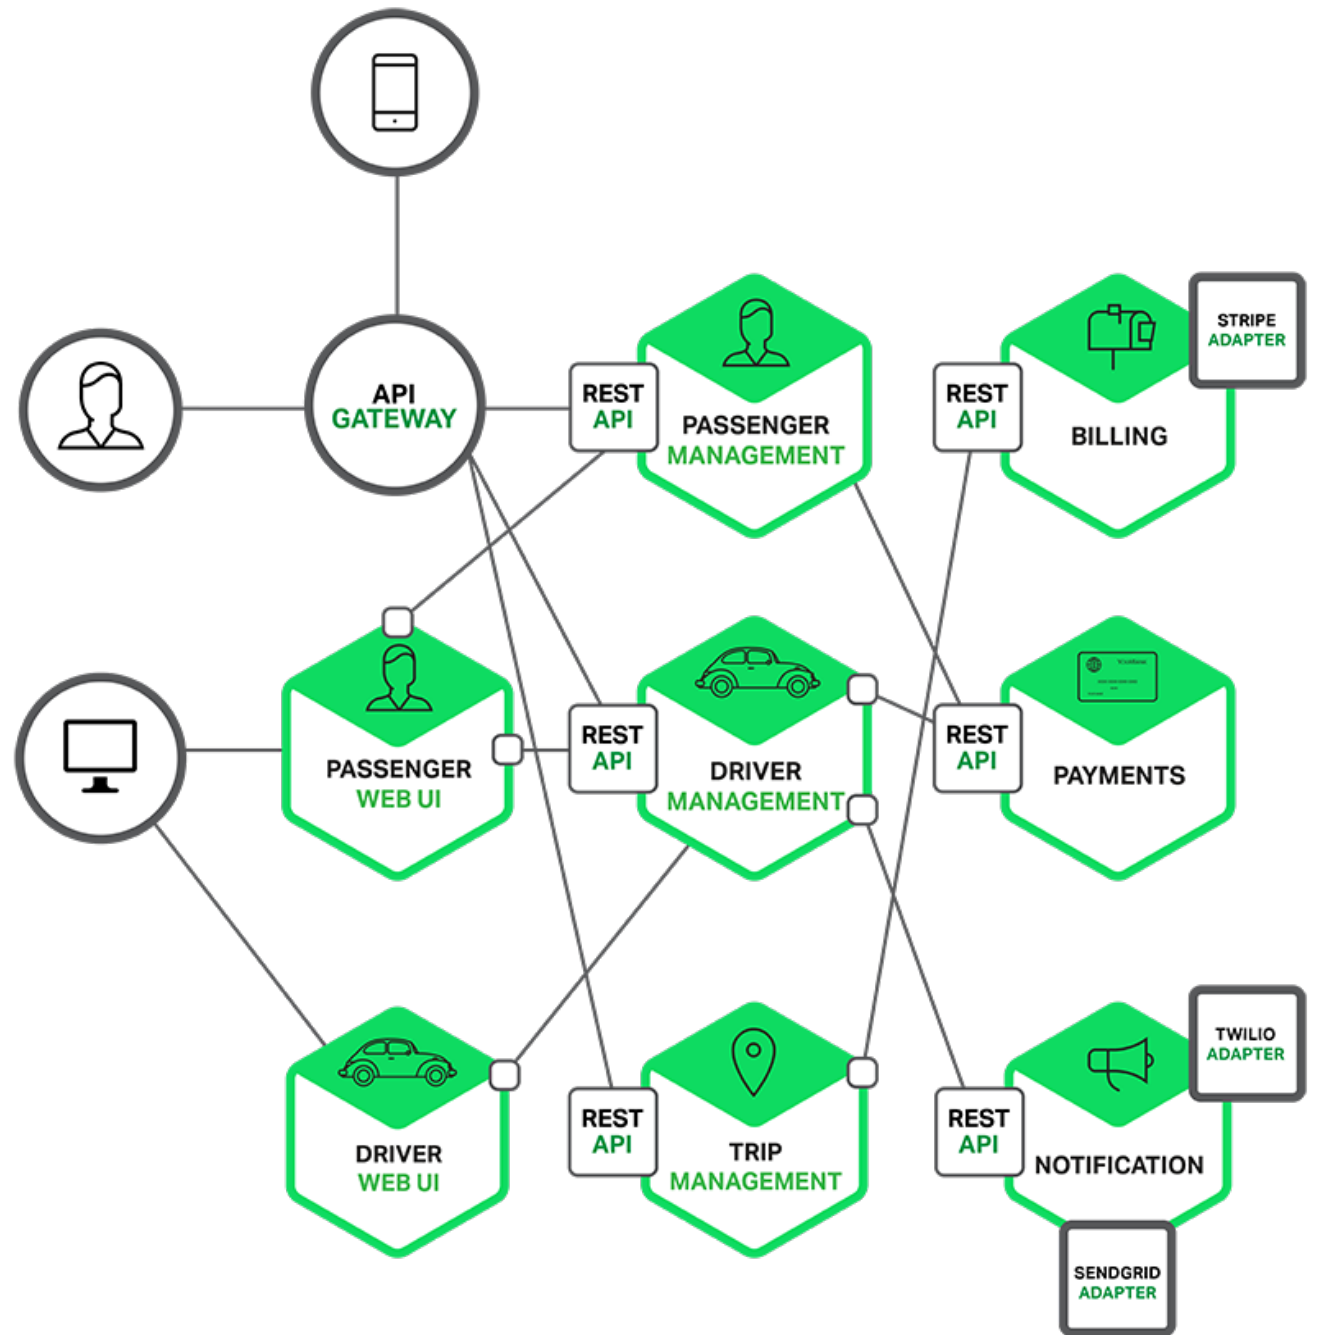 API
GATEWAY
REST
API
PASSENGER
MANAGEMENT
REST
API
BILLING
STRIPE
ADAPTER
PASSENGER
WEB UI
REST
API
DRIVER
MANAGEMENT
REST
API
PAYMENTS
DRIVER
WEB UI
REST
API
TRIP
MANAGEMENT
REST
API
NOTIFICATION
TWILIO
ADAPTER
SENDGRID
ADAPTER